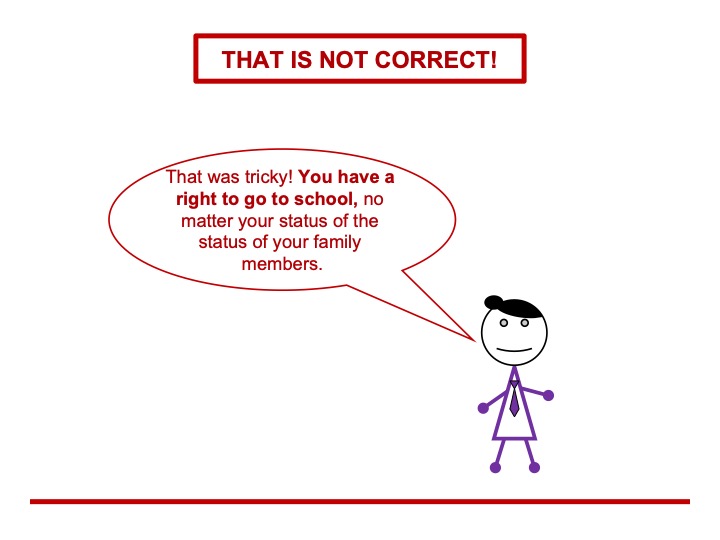 THAT IS NOT CORRECT!
That was tricky! You have a
right to go to school, no
matter your status of the
status of your family
members.